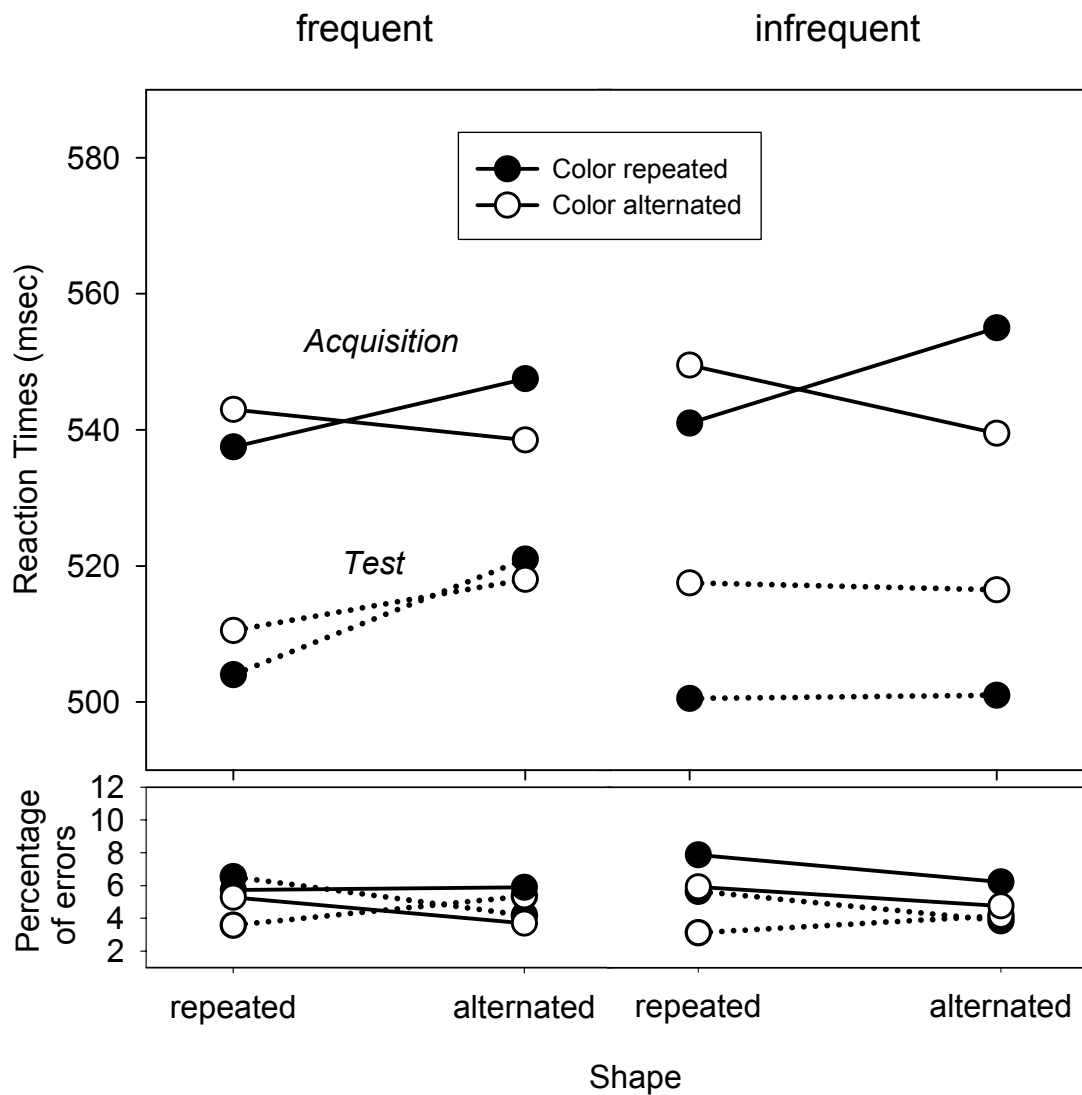 frequent infrequent
Color repeated
Color alternated
Reaction Times (msec)
580
560
540
520
500
Acquisition
Test
Percentage
of errors
12
10
8
6
4
2
repeated alternated repeated alternated
Shape